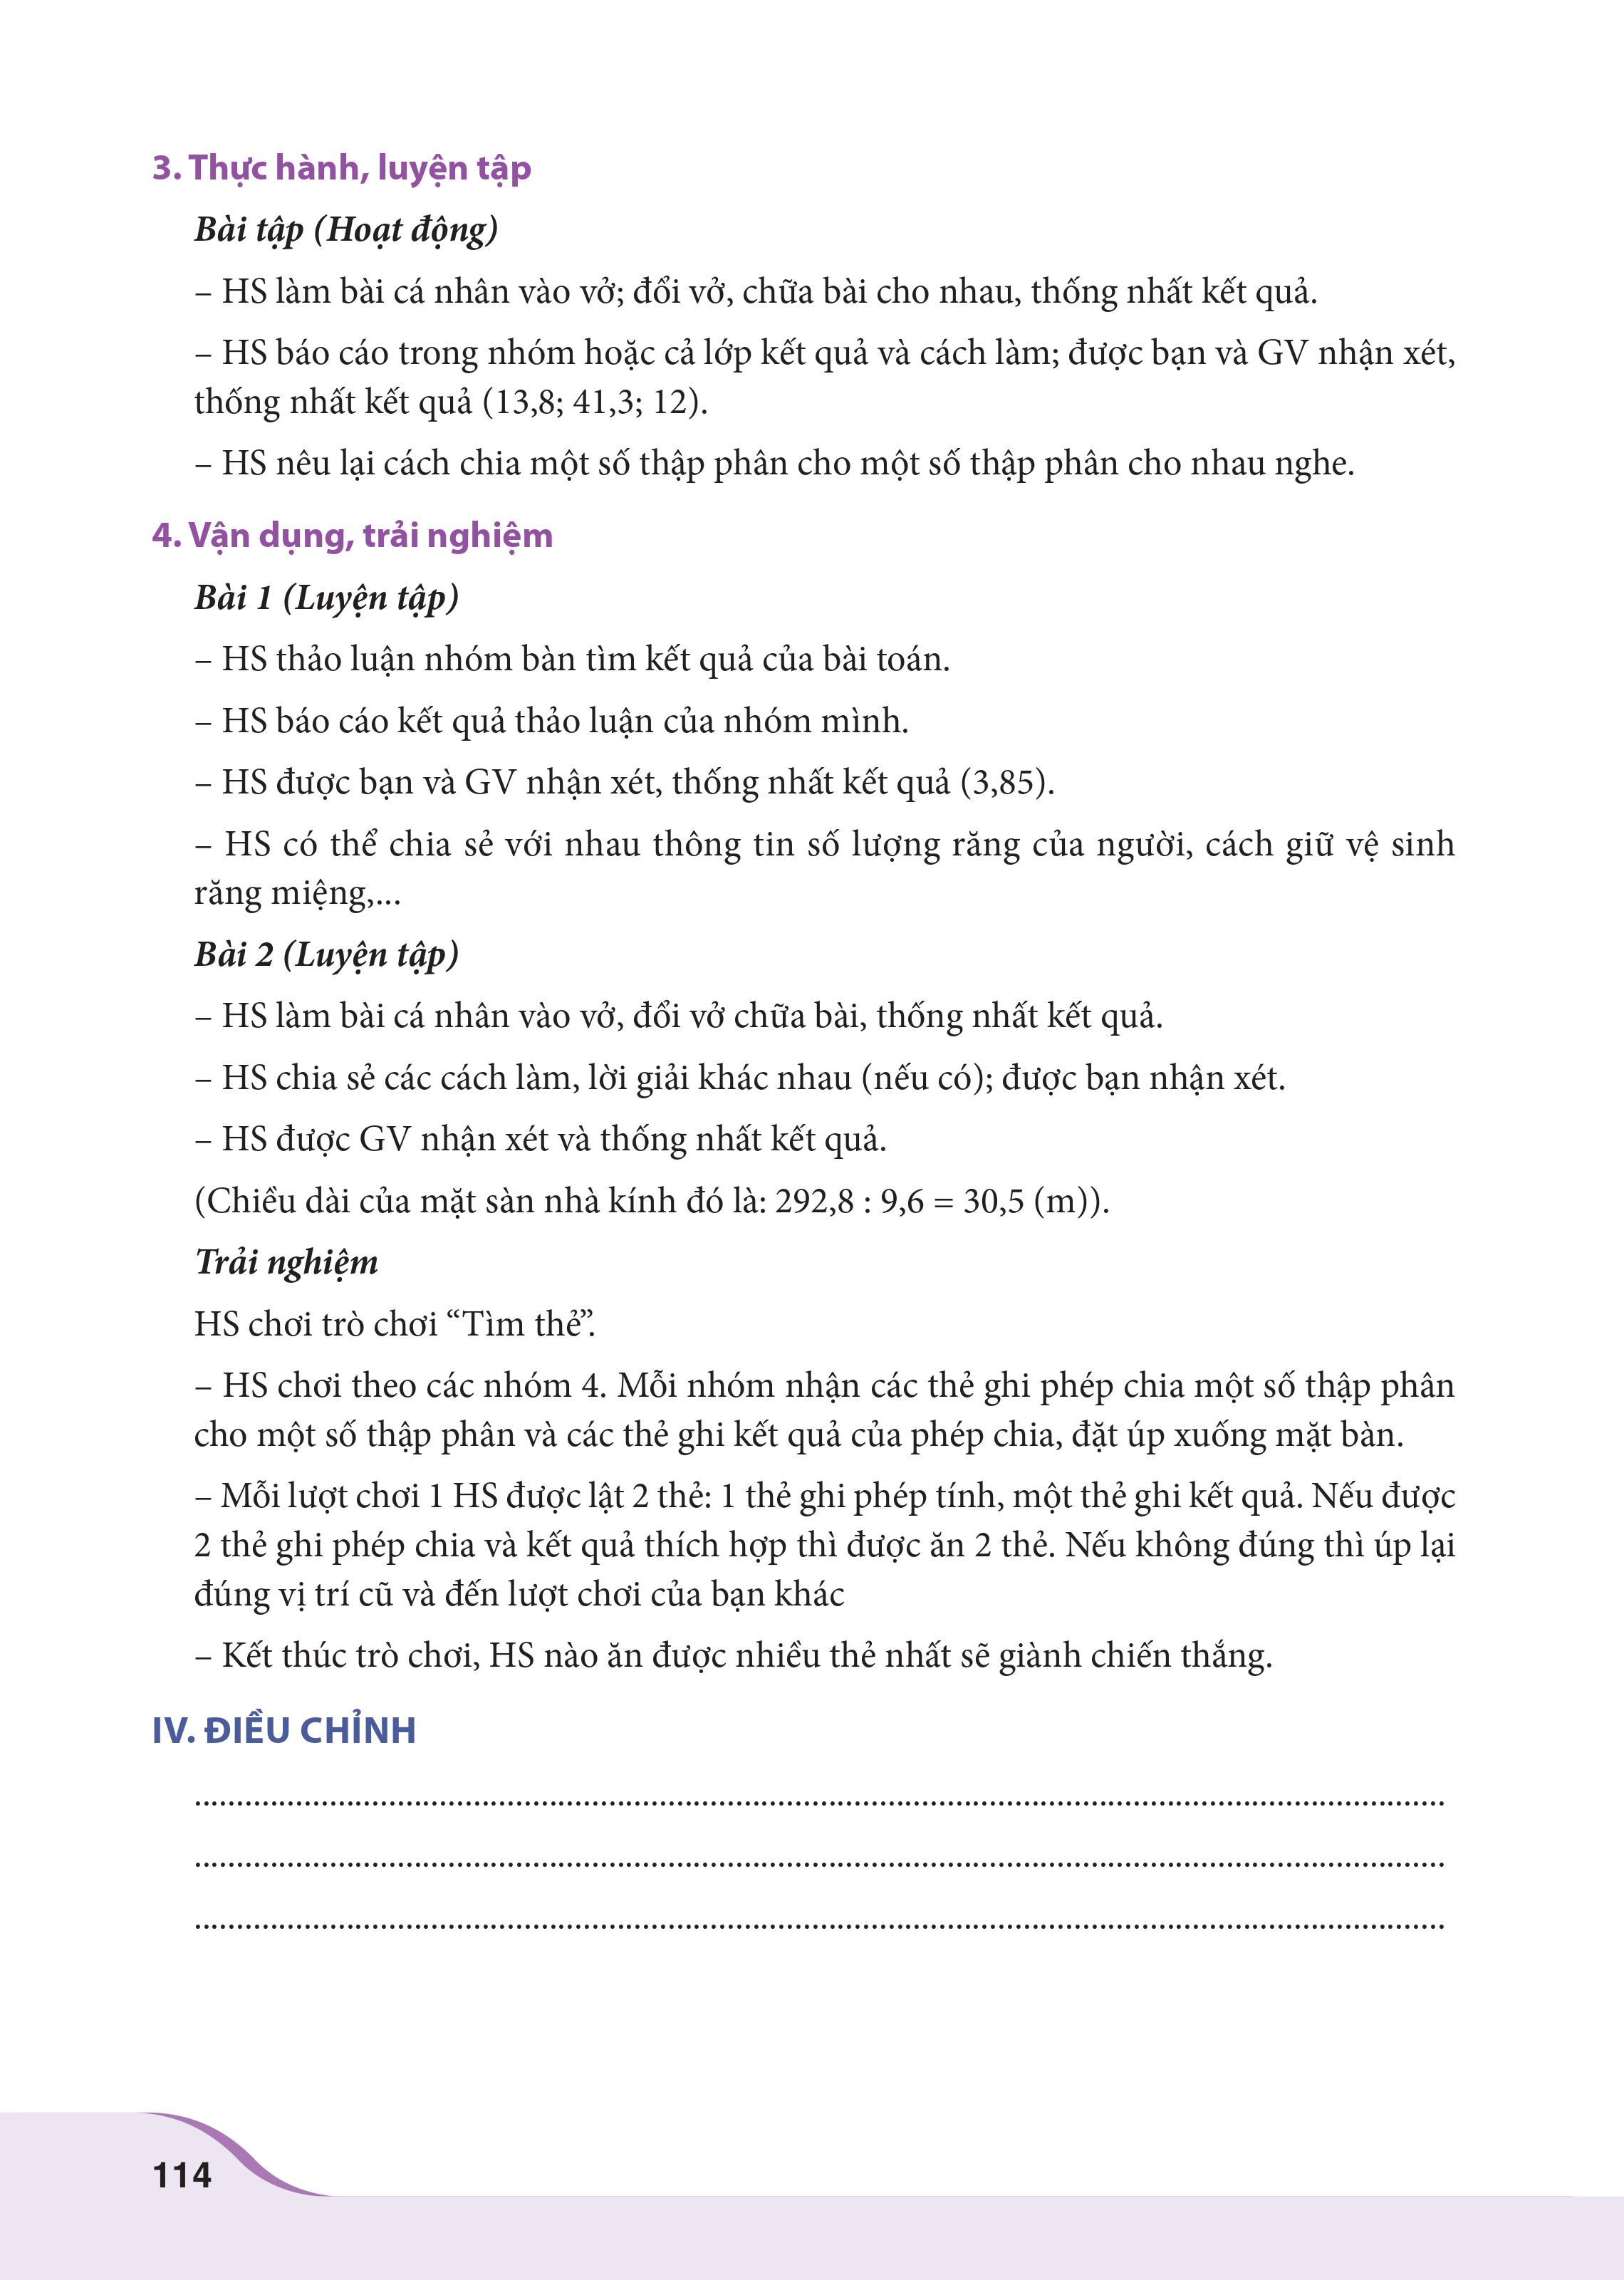 3. Thực hành, luyện tập
Bài tập (Hoạt động)
– HS làm bài cá nhân vào vở; đổi vở, chữa bài cho nhau, thống nhất kết quả.
– HS báo cáo trong nhóm hoặc cả lớp kết quả và cách làm; được bạn và GV nhận xét,
thống nhất kết quả (13,8; 41,3; 12).
– HS nêu lại cách chia một số thập phân cho một số thập phân cho nhau nghe.
4. Vận dụng, trải nghiệm
Bài 1 (Luyện tập)
– HS thảo luận nhóm bàn tìm kết quả của bài toán.
– HS báo cáo kết quả thảo luận của nhóm mình.
– HS được bạn và GV nhận xét, thống nhất kết quả (3,85).
– HS có thể chia sẻ với nhau thông tin số lượng răng của người, cách giữ vệ sinh
răng miệng,...
Bài 2 (Luyện tập)
– HS làm bài cá nhân vào vở, đổi vở chữa bài, thống nhất kết quả.
– HS chia sẻ các cách làm, lời giải khác nhau (nếu có); được bạn nhận xét.
– HS được GV nhận xét và thống nhất kết quả.
(Chiều dài của mặt sàn nhà kính đó là: 292,8 : 9,6 = 30,5 (m)).
Trải nghiệm
HS chơi trò chơi “Tìm thẻ”.
– HS chơi theo các nhóm 4. Mỗi nhóm nhận các thẻ ghi phép chia một số thập phân
cho một số thập phân và các thẻ ghi kết quả của phép chia, đặt úp xuống mặt bàn.
– Mỗi lượt chơi 1 HS được lật 2 thẻ: 1 thẻ ghi phép tính, một thẻ ghi kết quả. Nếu được
2 thẻ ghi phép chia và kết quả thích hợp thì được ăn 2 thẻ. Nếu không đúng thì úp lại
đúng vị trí cũ và đến lượt chơi của bạn khác
– Kết thúc trò chơi, HS nào ăn được nhiều thẻ nhất sẽ giành chiến thắng.
IV. ĐIỀU CHỈNH
114